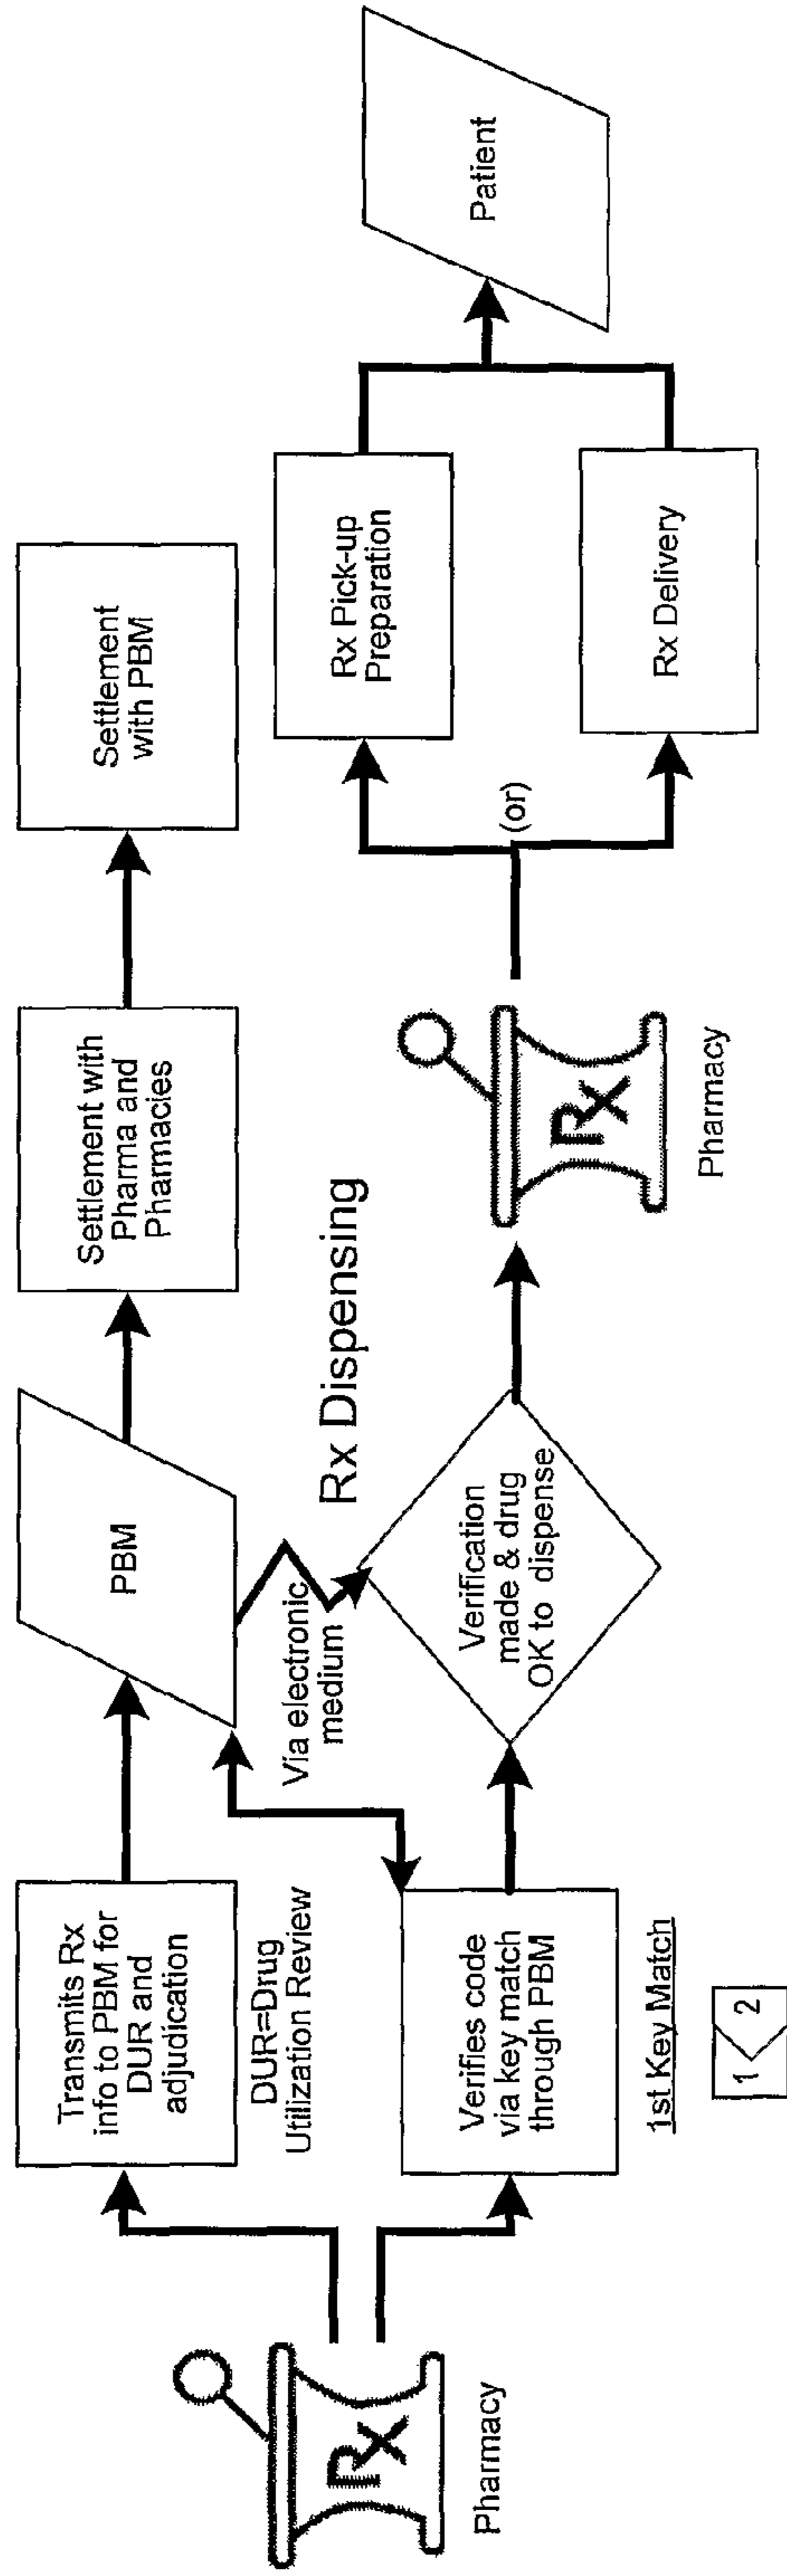 Transmits Rx
info to PBM for
DUR and
adjudication
PBM
Settlement with
Pharma and
Pharmacies
Settlement
with PBM
DUR=Drug
Utilization Review
Via electronic
medium
Rx Dispensing
Rx
Pharmacy
Verifies code
via key match
through PBM
1st Key Match
1 2
Verification
made & drug
OK to dispense
Rx
Pharmacy
(or)
Rx Pick-up
Preparation
Rx Delivery
Patient